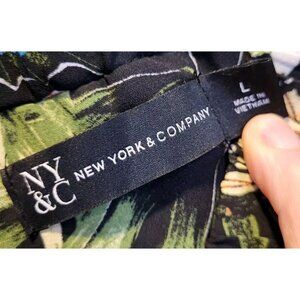 NY
&C
NEW YORK & COMPANY
L
MADE IN
VIETNAM